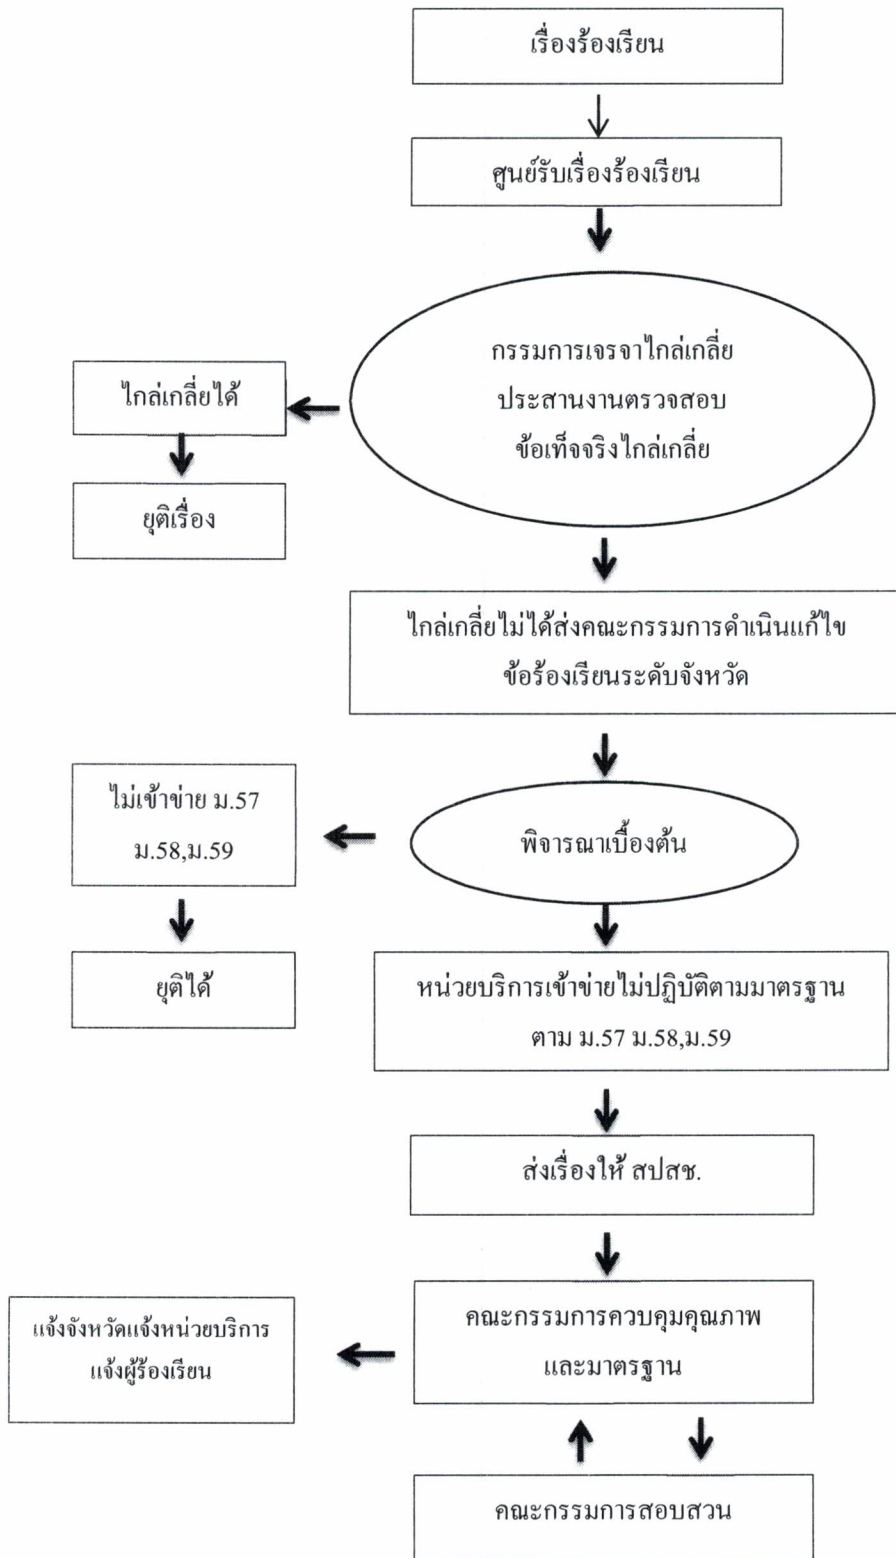 เรื่องร้องเรียน
ศูนย์รับเรื่องร้องเรียน
กรรมการเจรจาไกล่เกลี่ย
ประสานงานตรวจสอบ
ข้อเท็จจริงไกล่เกลี่ย
ไกล่เกลี่ยได้
ยุติเรื่อง
ไกล่เกลี่ยไม่ได้ส่งคณะกรรมการดำเนินแก้ไข
ข้อร้องเรียนระดับจังหวัด
พิจารณาเบื้องต้น
ไม่เข้าข่าย ม.57
ม.58,ม.59
ยุติได้
หน่วยบริการเข้าข่ายไม่ปฏิบัติตามมาตรฐาน
ตาม ม.57 ม.58,ม.59
ส่งเรื่องให้ สปสช.
คณะกรรมการควบคุมคุณภาพ
และมาตรฐาน
แจ้งจังหวัดแจ้งหน่วยบริการ
แจ้งผู้ร้องเรียน
คณะกรรมการสอบสวน